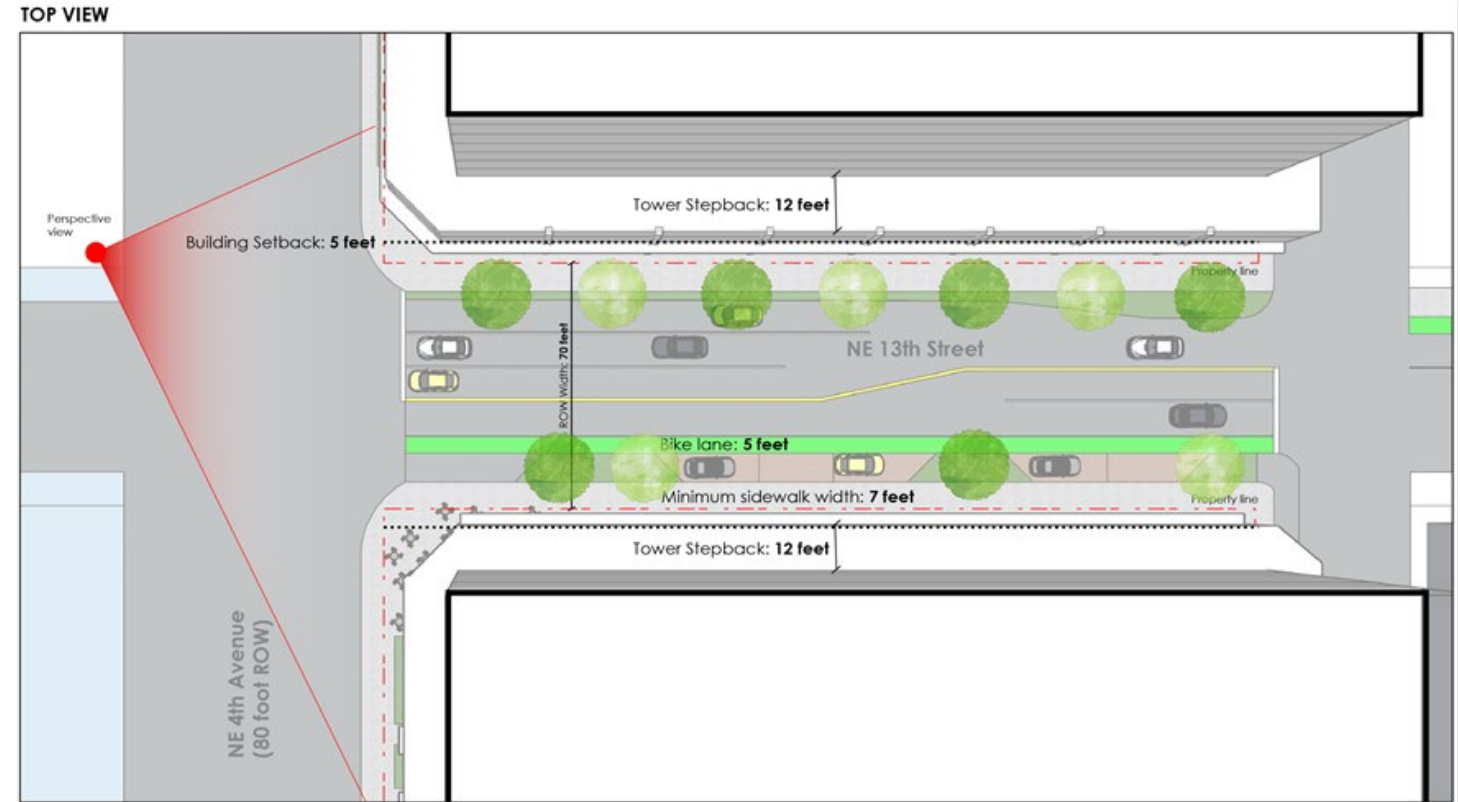 TOP VIEW
Perspective
view
Tower Stepback: 12 feet
Building Setback: 5 feet
Property line
ROW Width: 70 feet
NE 13th Street
Bike lane: 5 feet
Minimum sidewalk width: 7 feet
Property line
Tower Stepback: 12 feet
NE 4th Avenue
(80 foot ROW)